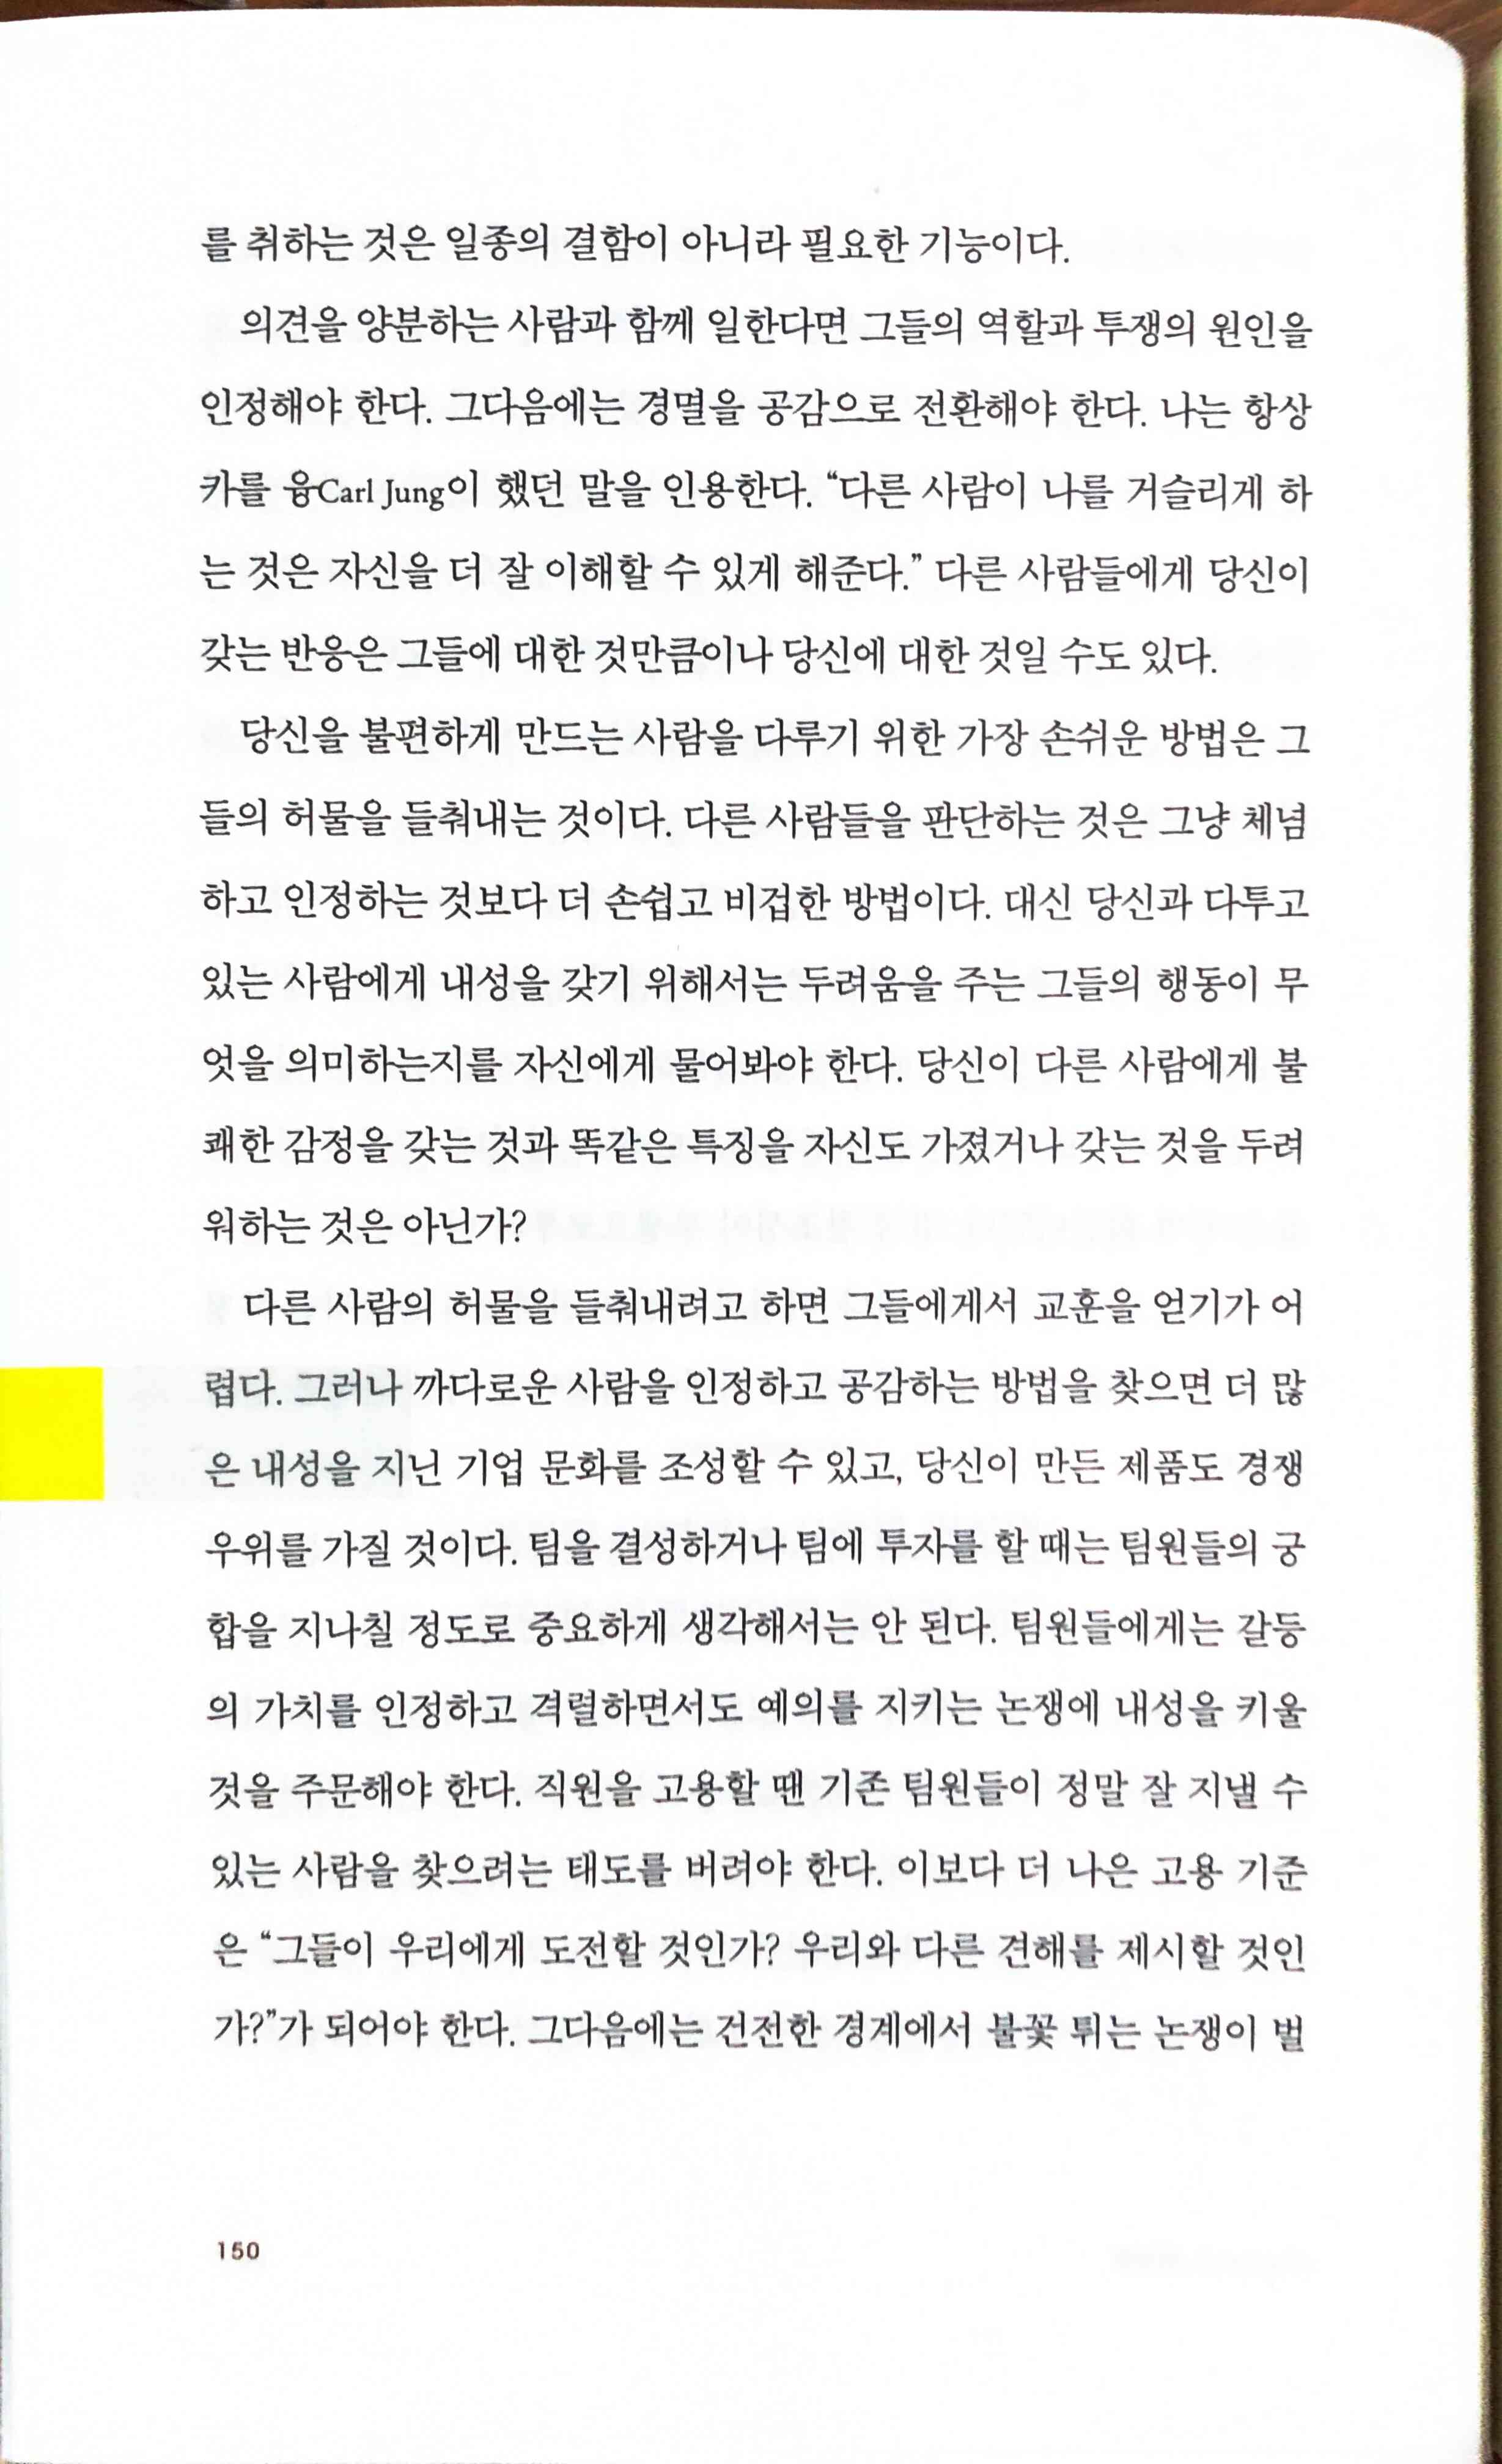 를 취하는 것은 일종의 결함이 아니라 필요한 기능이다.
의견을 양분하는 사람과 함께 일한다면 그들의 역할과 투쟁의 원인을
인정해야 한다. 그다음에는 경멸을 공감으로 전환해야 한다. 나는 항상
카를 융Carl Jung이 했던 말을 인용한다. “다른 사람이 나를 거슬리게 하
는 것은 자신을 더 잘 이해할 수 있게 해준다.” 다른 사람들에게 당신이
갖는 반응은 그들에 대한 것만큼이나 당신에 대한 것일 수도 있다.
당신을 불편하게 만드는 사람을 다루기 위한 가장 손쉬운 방법은 그
들의 허물을 들춰내는 것이다. 다른 사람들을 판단하는 것은 그냥 체념
하고 인정하는 것보다 더 손쉽고 비겁한 방법이다. 대신 당신과 다투고
있는 사람에게 내성을 갖기 위해서는 두려움을 주는 그들의 행동이 무
엇을 의미하는지를 자신에게 물어봐야 한다. 당신이 다른 사람에게 불
쾌한 감정을 갖는 것과 똑같은 특징을 자신도 가졌거나 갖는 것을 두려
워하는 것은 아닌가?
다른 사람의 허물을 들춰내려고 하면 그들에게서 교훈을 얻기가 어
렵다. 그러나 까다로운 사람을 인정하고 공감하는 방법을 찾으면 더 많
은 내성을 지닌 기업 문화를 조성할 수 있고, 당신이 만든 제품도 경쟁
우위를 가질 것이다. 팀을 결성하거나 팀에 투자를 할 때는 팀원들의 궁
합을 지나칠 정도로 중요하게 생각해서는 안 된다. 팀원들에게는 갈등
의 가치를 인정하고 격렬하면서도 예의를 지키는 논쟁에 내성을 키울
것을 주문해야 한다. 직원을 고용할 땐 기존 팀원들이 정말 잘 지낼 수
있는 사람을 찾으려는 태도를 버려야 한다. 이보다 더 나은 고용 기준
은 “그들이 우리에게 도전할 것인가? 우리와 다른 견해를 제시할 것인
가?”가 되어야 한다. 그다음에는 건전한 경계에서 불꽃 튀는 논쟁이 벌
150